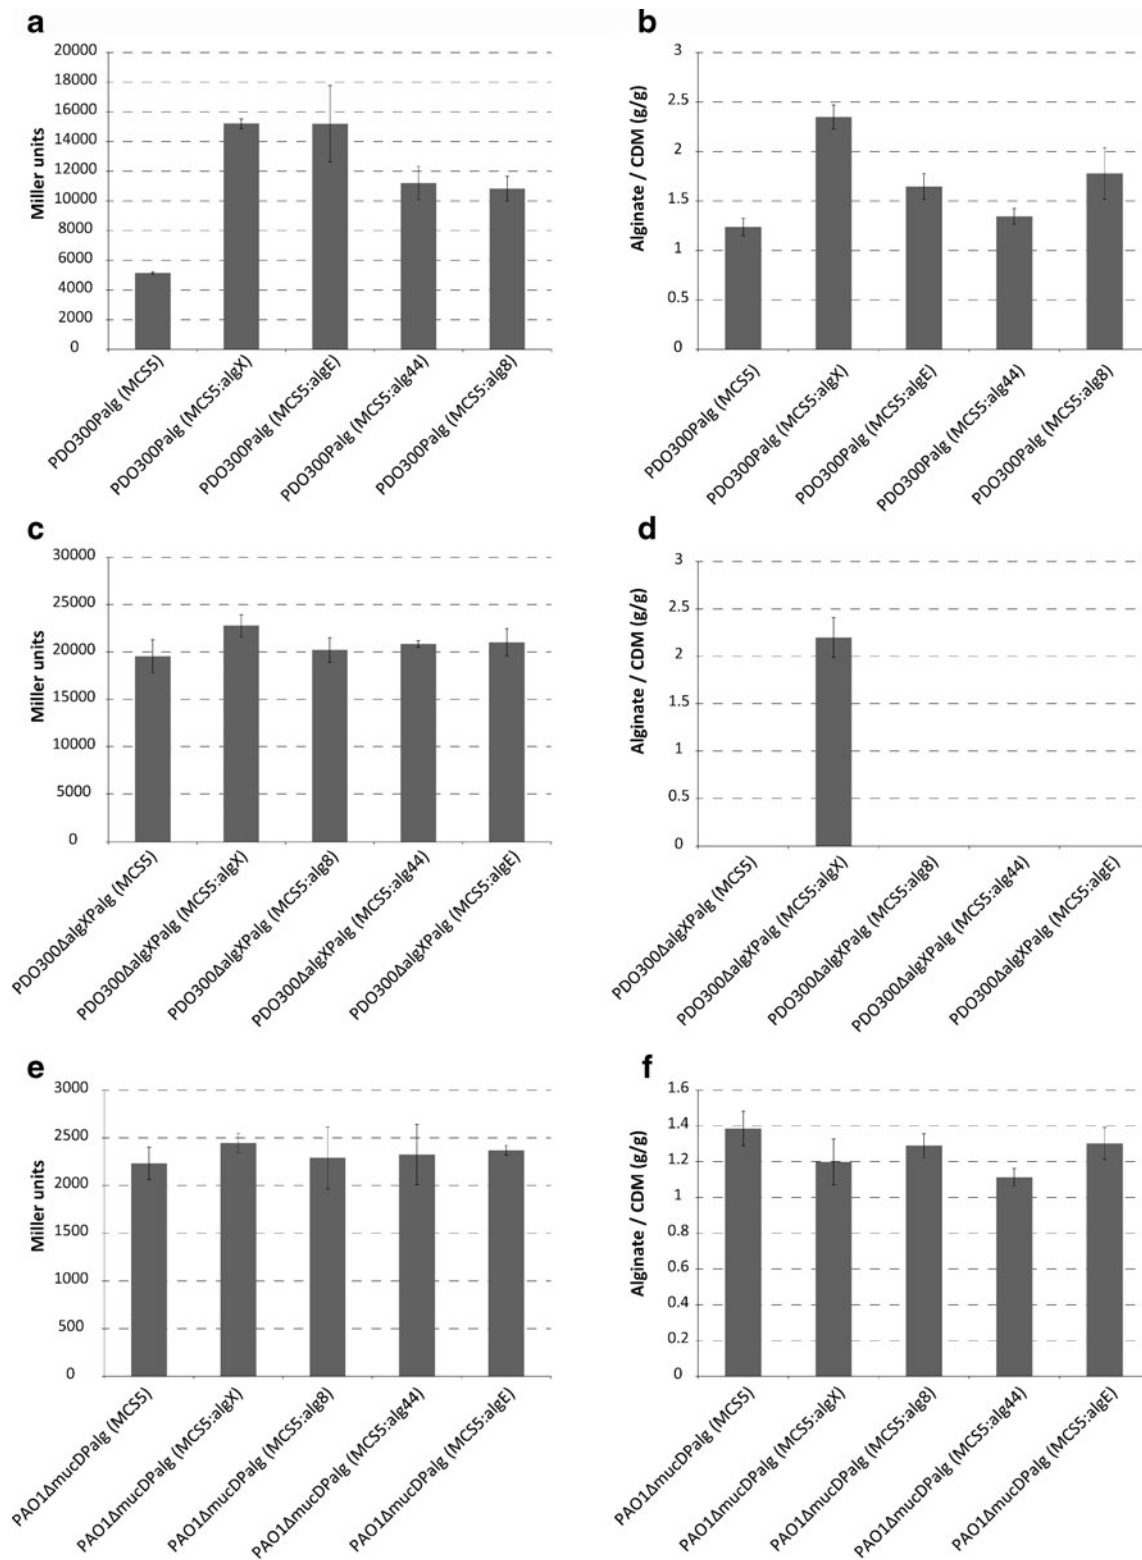 a
Miller units
20000
18000
16000
14000
12000
10000
8000
6000
4000
2000
0
PDO300Palg (MCS5)
PDO300Palg (MCS5:algX)
PDO300Palg (MCS5:algE)
PDO300Palg (MCS5:alg44)
PDO300Palg (MCS5:alg8)
b
Alginate / CDM (g/g)
3
2.5
2
1.5
1
0.5
0
PDO300Palg (MCS5)
PDO300Palg (MCS5:algX)
PDO300Palg (MCS5:algE)
PDO300Palg (MCS5:alg44)
PDO300Palg (MCS5:alg8)
c
Miller units
30000
25000
20000
15000
10000
5000
0
PDO300ΔalgXPalg (MCS5)
PDO300ΔalgXPalg (MCS5:algX)
PDO300ΔalgXPalg (MCS5:alg8)
PDO300ΔalgXPalg (MCS5:alg44)
PDO300ΔalgXPalg (MCS5:algE)
d
Alginate / CDM (g/g)
3
2.5
2
1.5
1
0.5
0
PDO300ΔalgXPalg (MCS5)
PDO300ΔalgXPalg (MCS5:algX)
PDO300ΔalgXPalg (MCS5:alg8)
PDO300ΔalgXPalg (MCS5:alg44)
PDO300ΔalgXPalg (MCS5:algE)
e
Miller units
3000
2500
2000
1500
1000
500
0
PAO1ΔmucDPalg (MCS5)
PAO1ΔmucDPalg (MCS5:algX)
PAO1ΔmucDPalg (MCS5:alg8)
PAO1ΔmucDPalg (MCS5:alg44)
PAO1ΔmucDPalg (MCS5:algE)
f
Alginate / CDM (g/g)
1.6
1.4
1.2
1
0.8
0.6
0.4
0.2
0
PAO1ΔmucDPalg (MCS5)
PAO1ΔmucDPalg (MCS5:algX)
PAO1ΔmucDPalg (MCS5:alg8)
PAO1ΔmucDPalg (MCS5:alg44)
PAO1ΔmucDPalg (MCS5:algE)